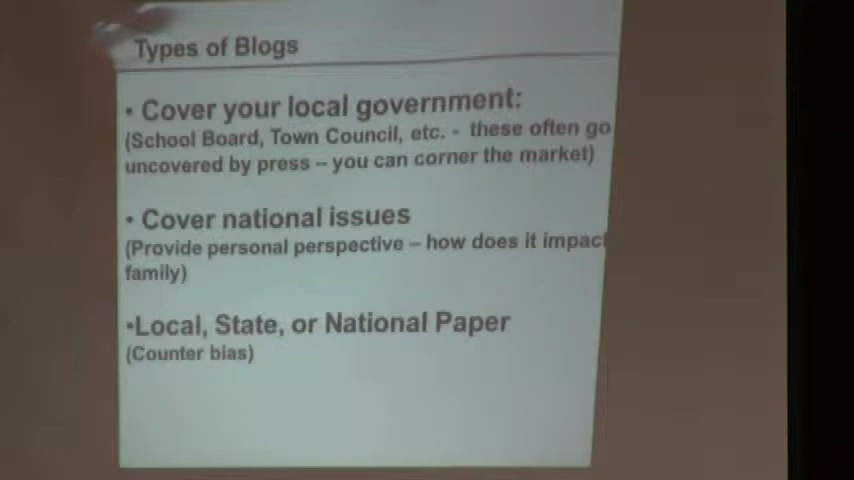 Types of Blogs
• Cover your local government:
(School Board, Town Council, etc. - these often go
uncovered by press – you can corner the market)
• Cover national issues
(Provide personal perspective – how does it impact
family)
•Local, State, or National Paper
(Counter bias)